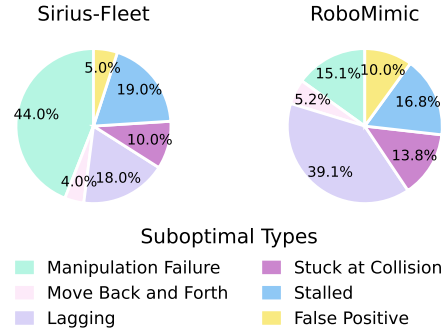 Sirius-Fleet
RoboMimic
5.0%
19.0%
44.0%
10.0%
4.0%
18.0%
15.1%
10.0%
5.2%
16.8%
13.8%
39.1%
Suboptimal Types
Manipulation Failure
Move Back and Forth
Lagging
Stuck at Collision
Stalled
False Positive